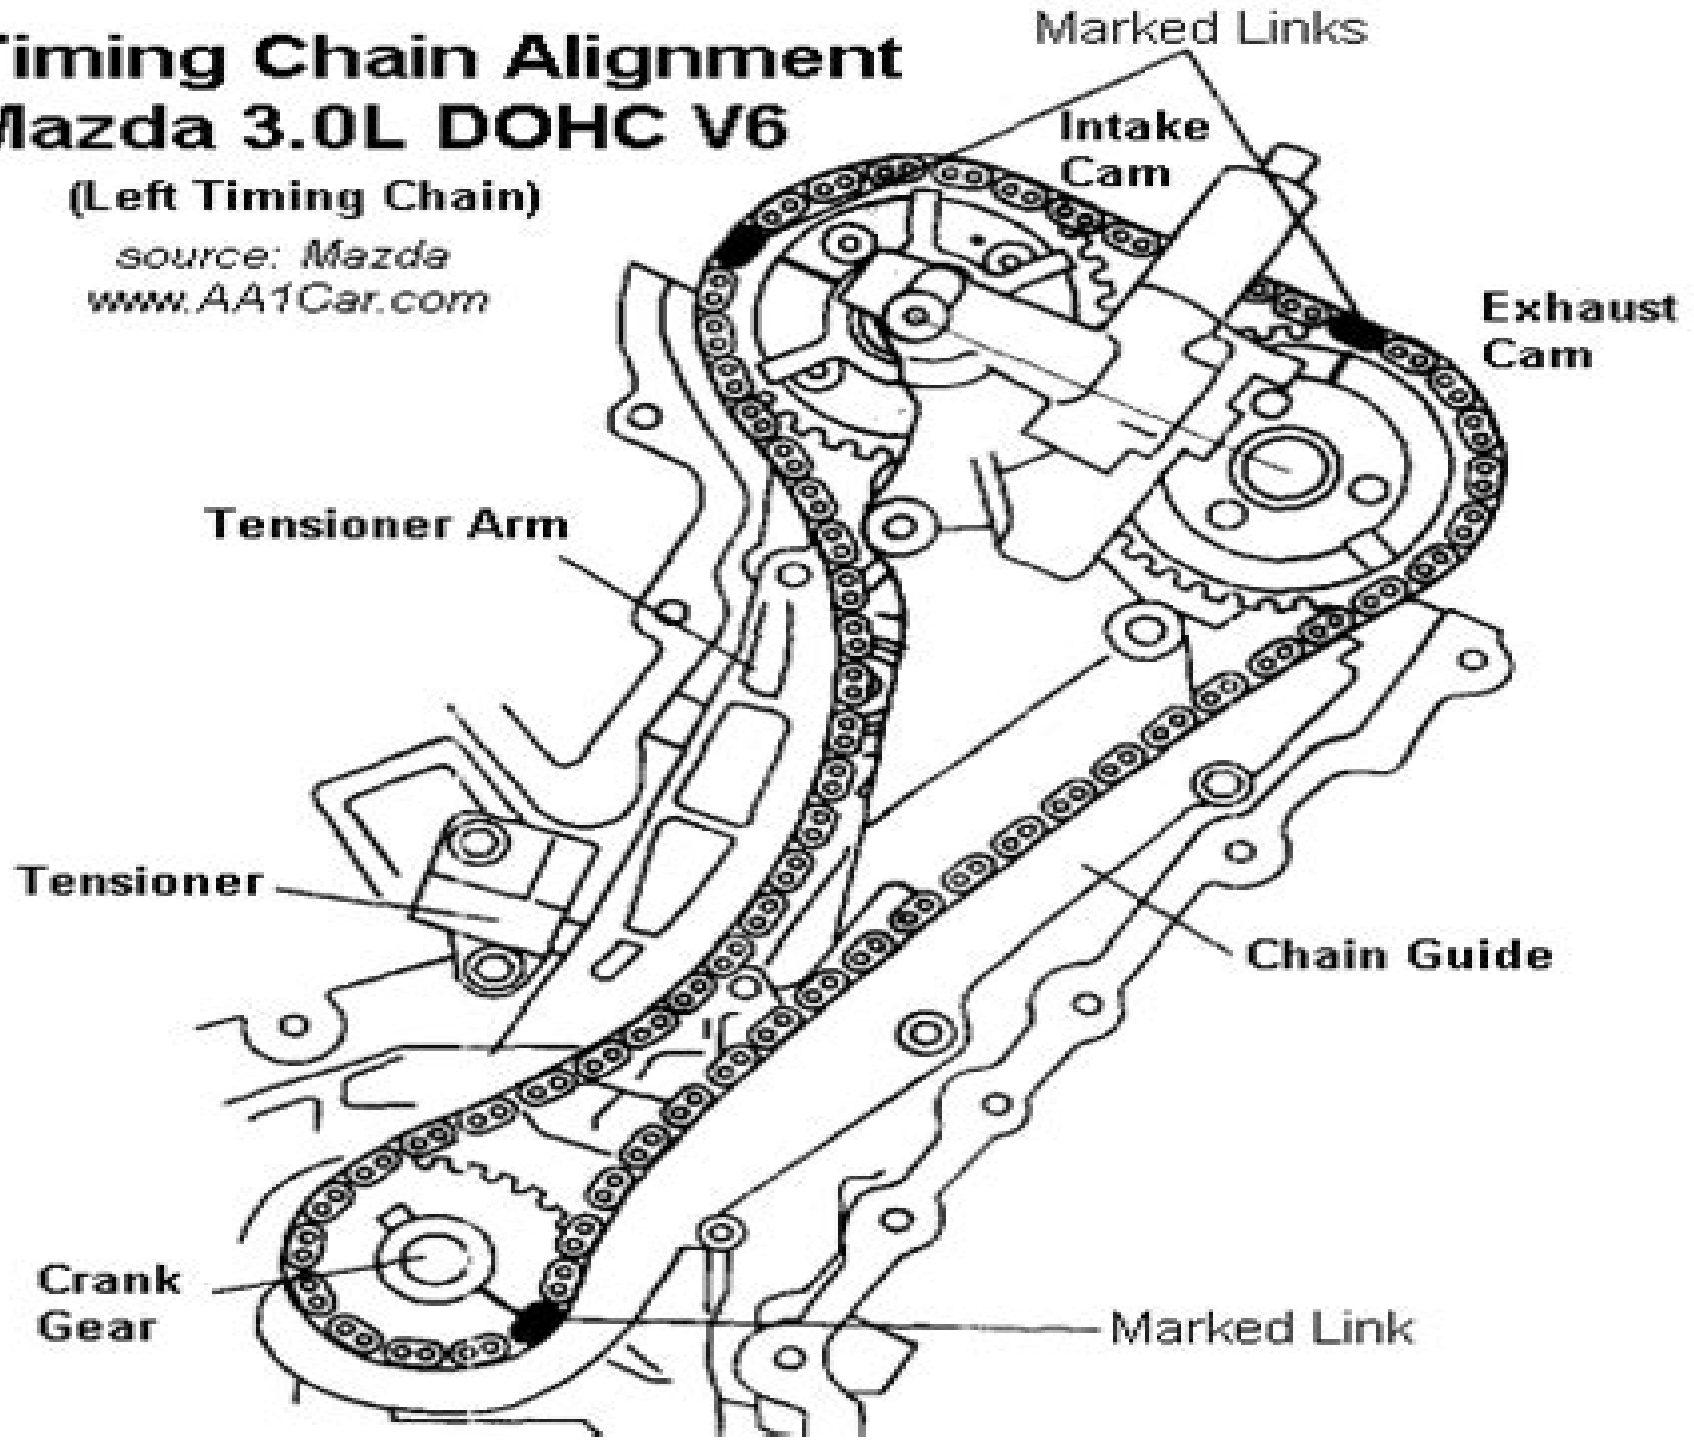 Timing Chain Alignment
Mazda 3.0L DOHC V6
(Left Timing Chain)
source: Mazda
www.AA1Car.com
Marked Links
Intake
Cam
Exhaust
Cam
Tensioner Arm
Tensioner
Chain Guide
Crank
Gear
Marked Link